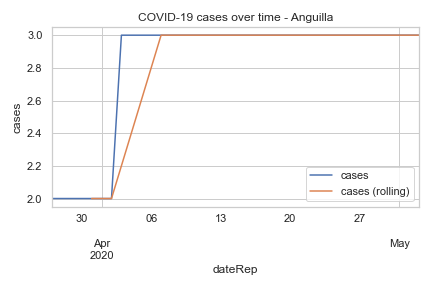 COVID-19 cases over time - Anguilla
3.0
2.8
2.6
2.4
2.2
2.0
cases
cases
cases (rolling)
30 06 13 20 27
Apr May
2020
dateRep